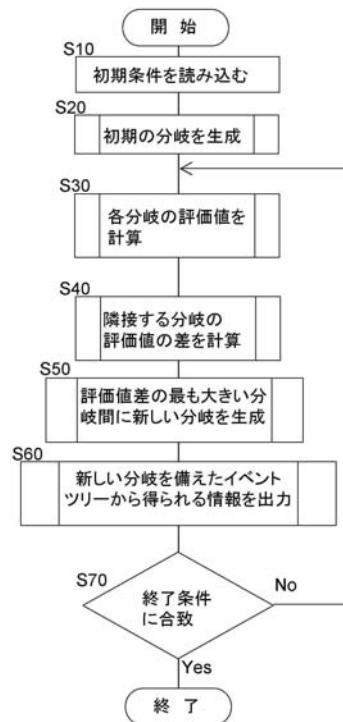 開 始
S10
初期条件を読み込む
S20
初期の分岐を生成
S30
各分岐の評価値を
計算
S40
隣接する分岐の
評価値の差を計算
S50
評価値差の最も大きい分
岐間に新しい分岐を生成
S60
新しい分岐を備えたイベント
ツリーから得られる情報を出力
S70
終了条件
に合致
No
Yes
終 了